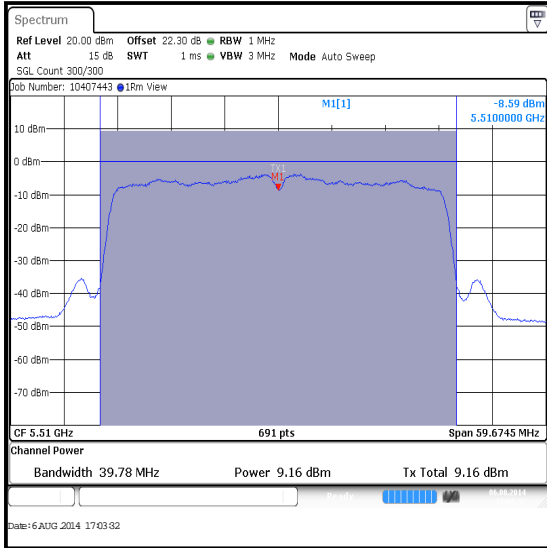 Spectrum
Ref Level 20.00 dBm Offset 22.30 dB RBW 1 MHz
Att 15 dB SWT 1 ms VBW 3 MHz Mode Auto Sweep
SGL Count 300/300
Job Number: 10407443 1Rm View
M1[1] -8.59 dBm
5.5100000 GHz
10 dBm
0 dBm
TX1
M1
-10 dBm
-20 dBm
-30 dBm
-40 dBm
-50 dBm
-60 dBm
-70 dBm
CF 5.51 GHz 691 pts Span 59.6745 MHz
Channel Power
Bandwidth 39.78 MHz Power 9.16 dBm Tx Total 9.16 dBm
Ready 06.08.2014
Date: 6.AUG.2014 17:03:32